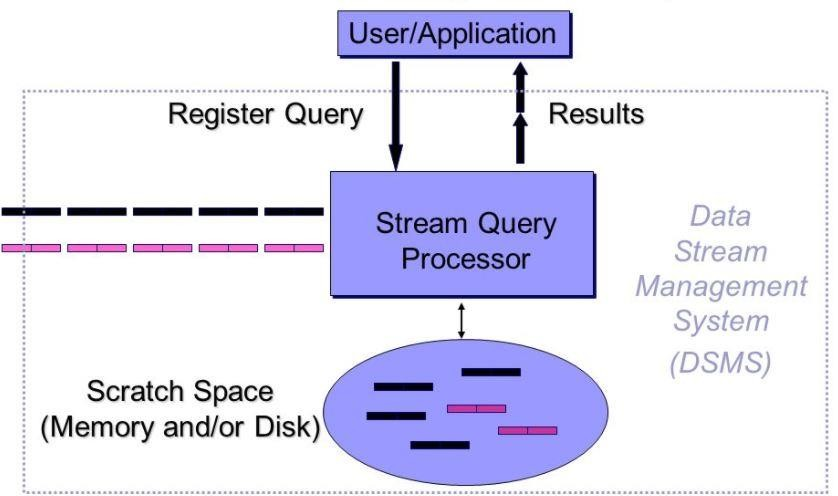 User/Application
Register Query
Results
Stream Query
Processor
Data
Stream
Management
System
(DSMS)
Scratch Space
(Memory and/or Disk)